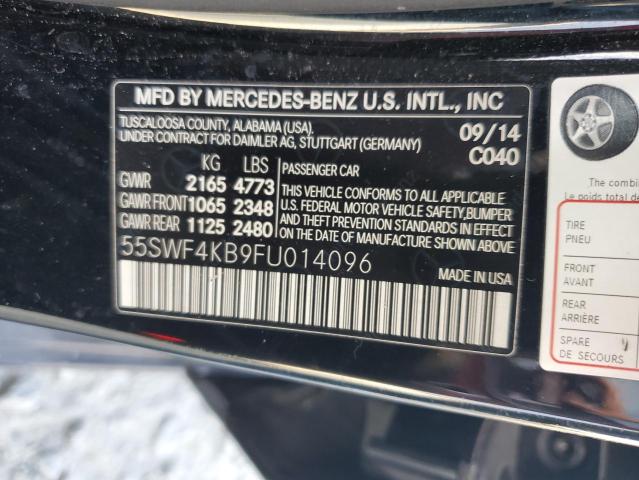 MFD BY MERCEDES-BENZ U.S. INTL., INC
TUSCALOOSA COUNTY, ALABAMA (USA).
UNDER CONTRACT FOR DAIMLER AG, STUTTGART (GERMANY)
09/14
C040
KG LBS
GVWR 2165 4773
GAWR FRONT 1065 2348
GAWR REAR 1125 2480
PASSENGER CAR
THIS VEHICLE CONFORMS TO ALL APPLICABLE
U.S. FEDERAL MOTOR VEHICLE SAFETY, BUMPER
AND THEFT PREVENTION STANDARDS IN EFFECT
ON THE DATE OF MANUFACTURE SHOWN ABOVE.
55SWF4KB9FU014096
MADE IN USA
The combi
Le poids total de
TIRE
PNEU
FRONT
AVANT
REAR
ARRIÈRE
SPARE
DE SECOURS